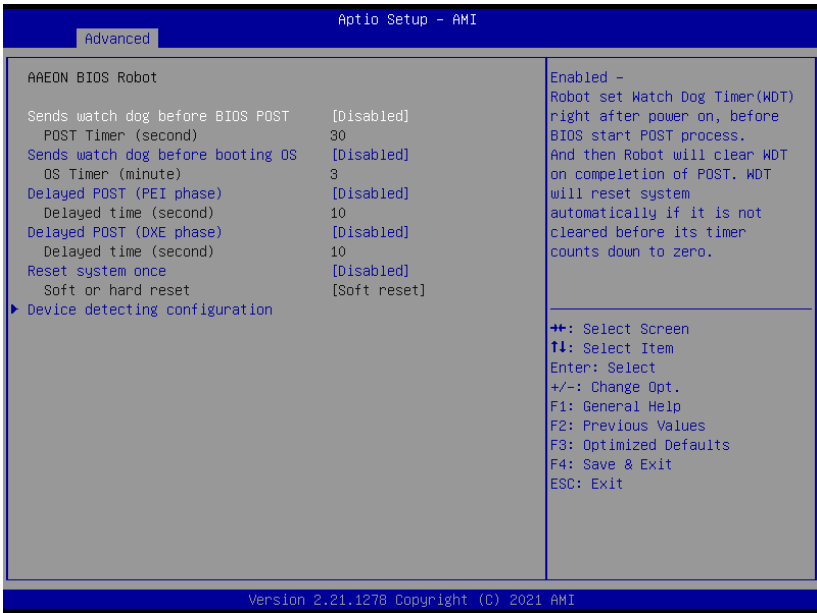 Aptio Setup – AMI
Advanced
AAEON BIOS Robot
Sends watch dog before BIOS POST [Disabled]
POST Timer (second) 30
Sends watch dog before booting OS [Disabled]
OS Timer (minute) 3
Delayed POST (PEI phase) [Disabled]
Delayed time (second) 10
Delayed POST (DXE phase) [Disabled]
Delayed time (second) 10
Reset system once [Disabled]
Soft or hard reset [Soft reset]
Device detecting configuration
Enabled –
Robot set Watch Dog Timer(WDT)
right after power on, before
BIOS start POST process.
And then Robot will clear WDT
on compeletion of POST. WDT
will reset system
automatically if it is not
cleared before its timer
counts down to zero.
→←: Select Screen
↑↓: Select Item
Enter: Select
+/-: Change Opt.
F1: General Help
F2: Previous Values
F3: Optimized Defaults
F4: Save & Exit
ESC: Exit
Version 2.21.1278 Copyright (C) 2021 AMI